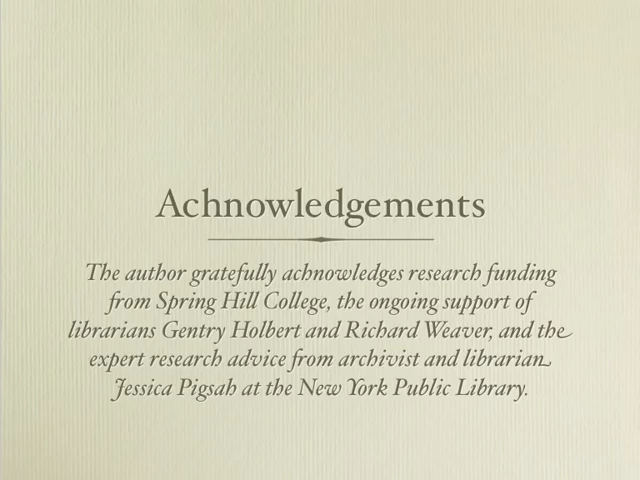 Achnowledgements
The author gratefully achnowledges research funding
from Spring Hill College, the ongoing support of
librarians Gentry Holbert and Richard Weaver, and the
expert research advice from archivist and librarian
Jessica Pigsah at the New York Public Library.